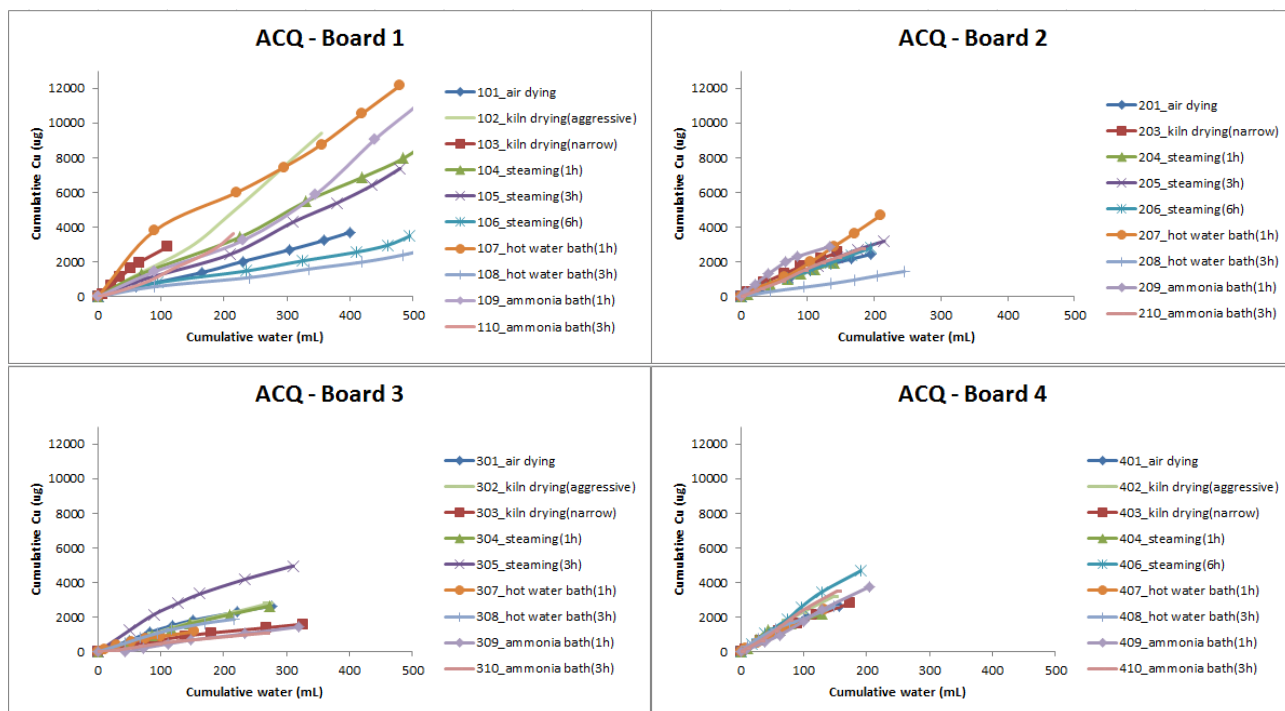 ACQ - Board 1
12000
10000
8000
6000
4000
2000
0
Cumulative Cu (ug)
0 100 200 300 400 500
Cumulative water (mL)
101_air dying
102_kiln drying(aggressive)
103_kiln drying(narrow)
104_steaming(1h)
105_steaming(3h)
106_steaming(6h)
107_hot water bath(1h)
108_hot water bath(3h)
109_ammonia bath(1h)
110_ammonia bath(3h)
ACQ - Board 2
12000
10000
8000
6000
4000
2000
0
Cumulative Cu (ug)
0 100 200 300 400 500
Cumulative water (mL)
201_air dying
203_kiln drying(narrow)
204_steaming(1h)
205_steaming(3h)
206_steaming(6h)
207_hot water bath(1h)
208_hot water bath(3h)
209_ammonia bath(1h)
210_ammonia bath(3h)
ACQ - Board 3
12000
10000
8000
6000
4000
2000
0
Cumulative Cu (ug)
0 100 200 300 400 500
Cumulative water (mL)
301_air dying
302_kiln drying(aggressive)
303_kiln drying(narrow)
304_steaming(1h)
305_steaming(3h)
307_hot water bath(1h)
308_hot water bath(3h)
309_ammonia bath(1h)
310_ammonia bath(3h)
ACQ - Board 4
12000
10000
8000
6000
4000
2000
0
Cumulative Cu (ug)
0 100 200 300 400 500
Cumulative water (mL)
401_air dying
402_kiln drying(aggressive)
403_kiln drying(narrow)
404_steaming(1h)
406_steaming(6h)
407_hot water bath(1h)
408_hot water bath(3h)
409_ammonia bath(1h)
410_ammonia bath(3h)